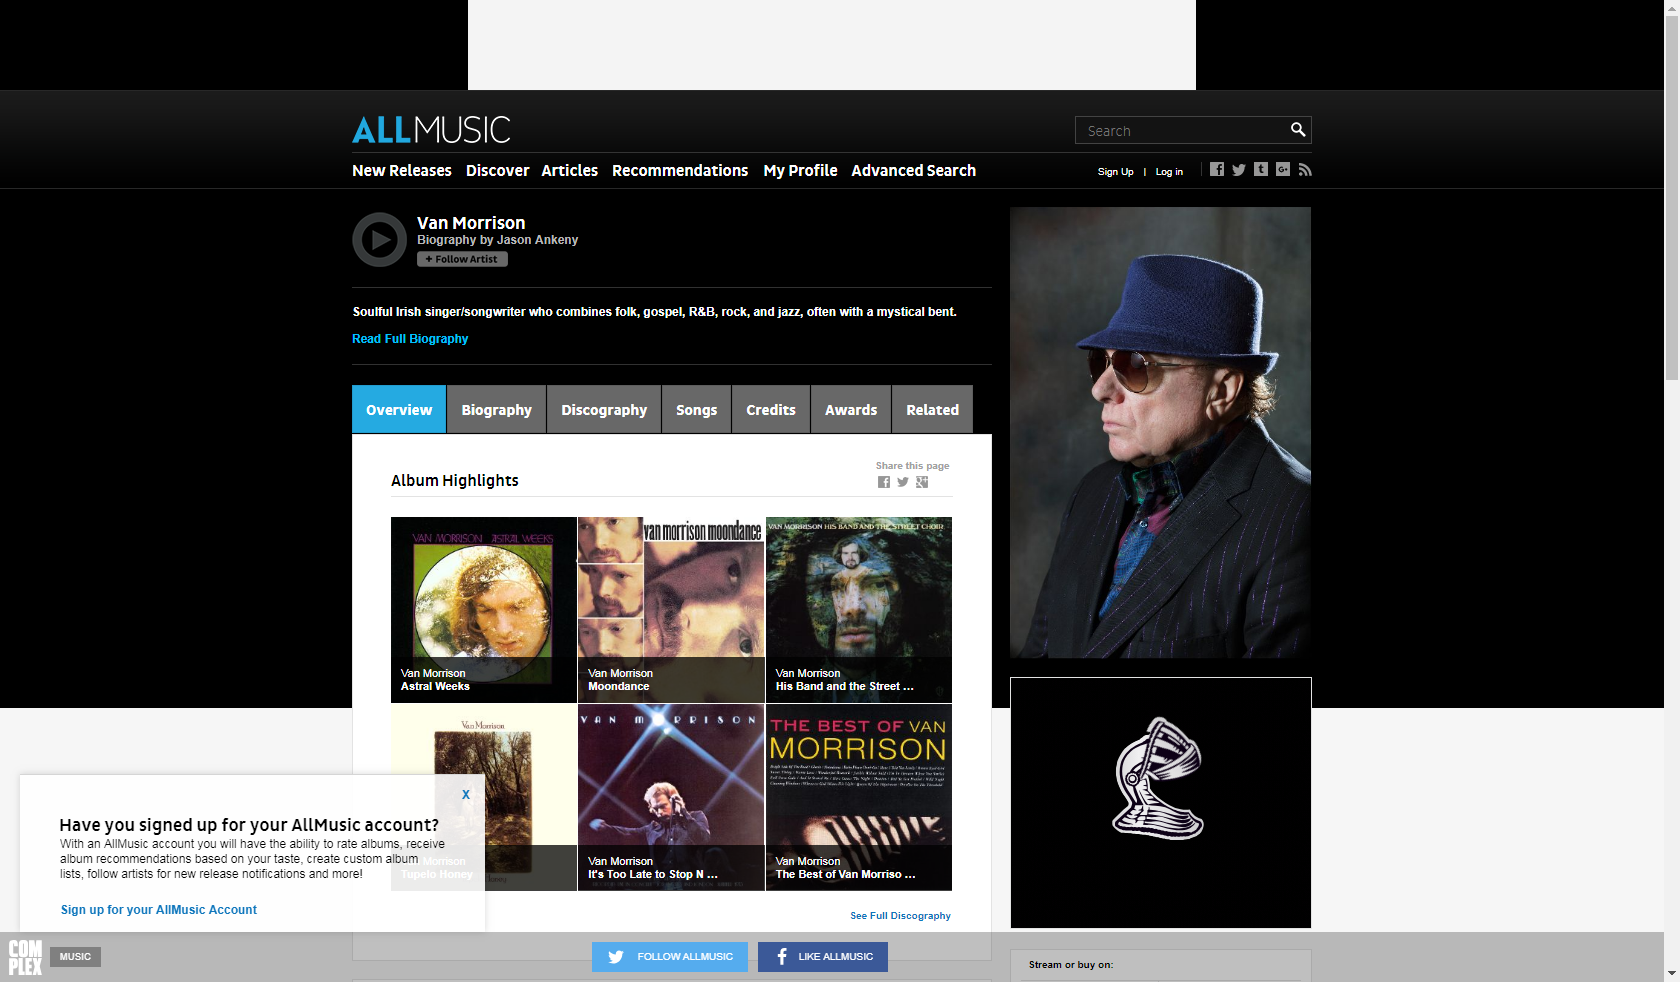 ALLMUSIC
Search
New Releases Discover Articles Recommendations My Profile Advanced Search
Sign Up | Log in
Van Morrison
Biography by Jason Ankeny
+ Follow Artist
Soulful Irish singer/songwriter who combines folk, gospel, R&B, rock, and jazz, often with a mystical bent.
Read Full Biography
Overview Biography Discography Songs Credits Awards Related
Share this page
Album Highlights
VAN MORRISON ASTRAL WEEKS
Van Morrison
Astral Weeks
van morrison moondance
Van Morrison
Moondance
VAN MORRISON HIS BAND AND THE STREET CHOIR
Van Morrison
His Band and the Street ...
Van Morrison
Tupelo Honey
VAN MORRISON
Van Morrison
It's Too Late to Stop N ...
THE BEST OF VAN
MORRISON
Van Morrison
The Best of Van Morriso ...
See Full Discography
X
Have you signed up for your AllMusic account?
With an AllMusic account you will have the ability to rate albums, receive
album recommendations based on your taste, create custom album
lists, follow artists for new release notifications and more!
Sign up for your AllMusic Account
COMPLEX
MUSIC
FOLLOW ALLMUSIC
LIKE ALLMUSIC
Stream or buy on: